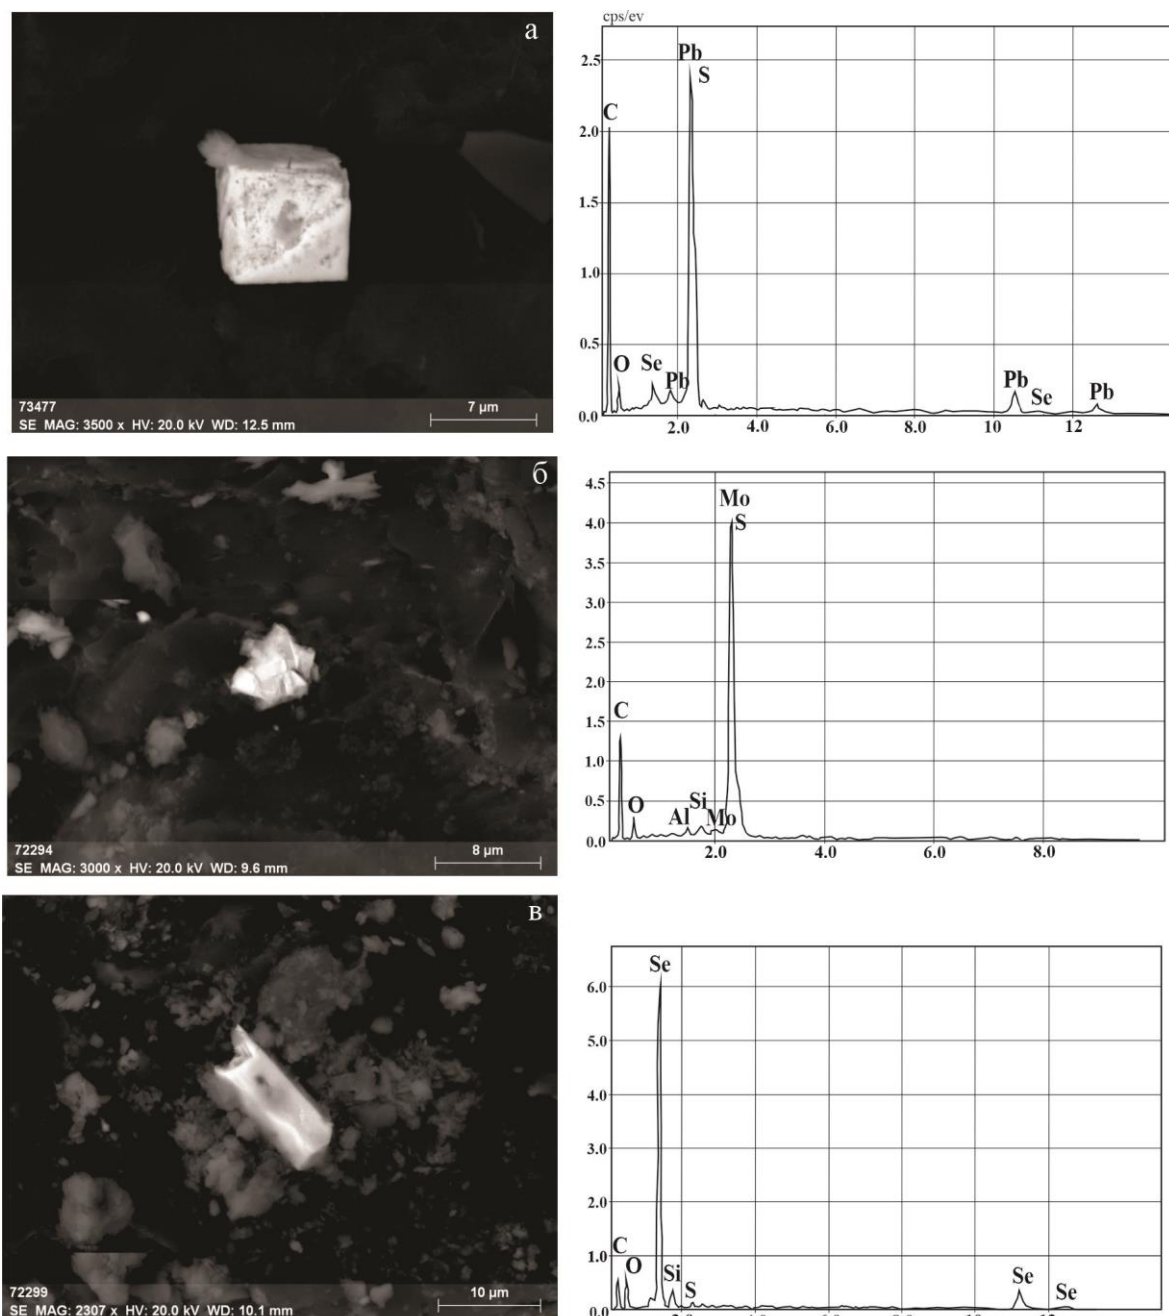 а
73477
SE MAG: 3500 x HV: 20.0 kV WD: 12.5 mm
7 µm
cps/ev
2.5
2.0
1.5
1.0
0.5
0.0
C
O
Se
Pb
Pb
S
Pb
Se
Pb
2.0
4.0
6.0
8.0
10
12
б
72294
SE MAG: 3000 x HV: 20.0 kV WD: 9.6 mm
8 µm
4.5
4.0
3.5
3.0
2.5
2.0
1.5
1.0
0.5
0.0
C
O
Al
Si
Mo
Mo
S
2.0
4.0
6.0
8.0
в
72299
SE MAG: 2307 x HV: 20.0 kV WD: 10.1 mm
10 µm
6.0
5.0
4.0
3.0
2.0
1.0
0.0
C
O
Se
Si
S
Se
Se